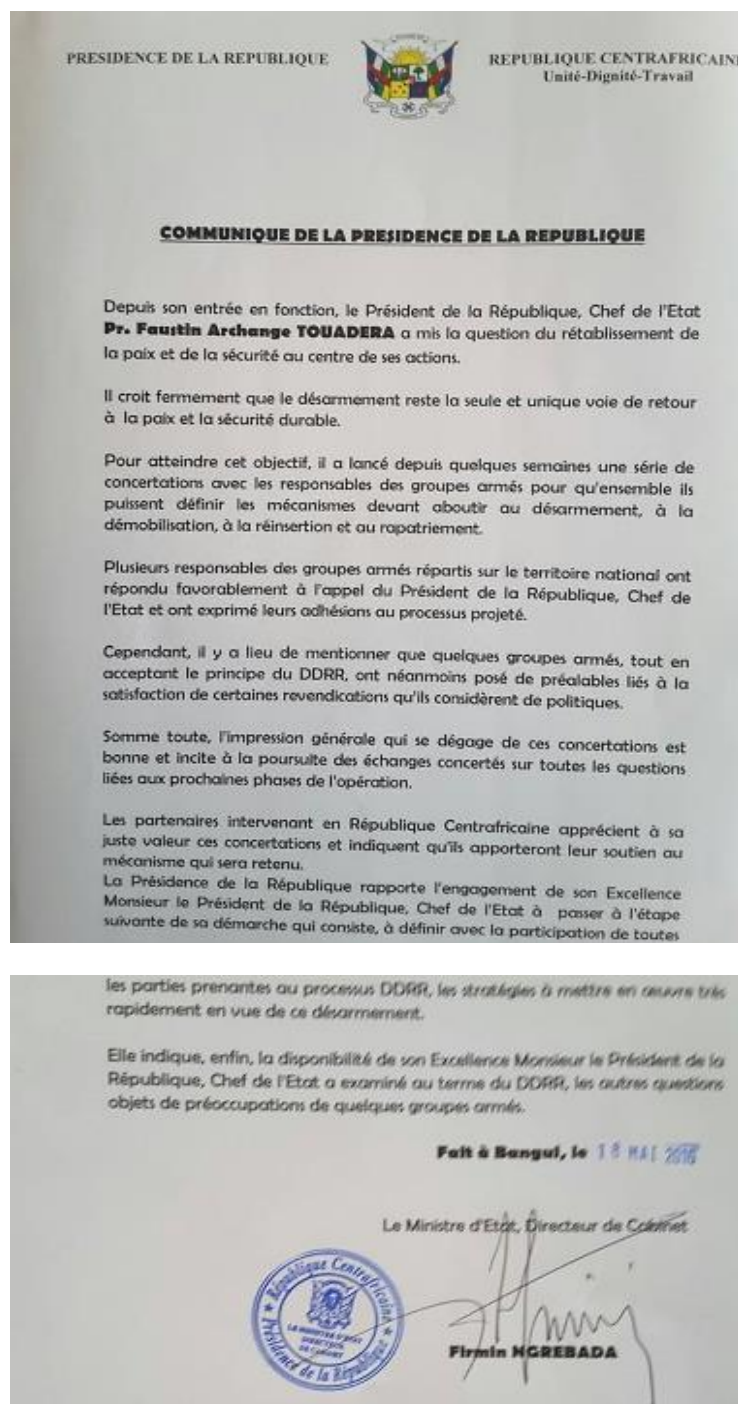 PRESIDENCE DE LA REPUBLIQUE
REPUBLIQUE CENTRAFRICAINE
Unité-Dignité-Travail
COMMUNIQUE DE LA PRESIDENCE DE LA REPUBLIQUE
Depuis son entrée en fonction, le Président de la République, Chef de l'Etat
Pr. Faustin Archange TOUADERA a mis la question du rétablissement de
la paix et de la sécurité au centre de ses actions.
Il croit fermement que le désarmement reste la seule et unique voie de retour
à la paix et la sécurité durable.
Pour atteindre cet objectif, il a lancé depuis quelques semaines une série de
concertations avec les responsables des groupes armés pour qu'ensemble ils
puissent définir les mécanismes devant aboutir au désarmement, à la
démobilisation, à la réinsertion et au rapatriement.
Plusieurs responsables des groupes armés répartis sur le territoire national ont
répondu favorablement à l'appel du Président de la République, Chef de
l'Etat et ont exprimé leurs adhésions au processus projeté.
Cependant, il y a lieu de mentionner que quelques groupes armés, tout en
acceptant le principe du DDRR, ont néanmoins posé de préalables liés à la
satisfaction de certaines revendications qu'ils considèrent de politiques.
Somme toute, l'impression générale qui se dégage de ces concertations est
bonne et incite à la poursuite des échanges concertés sur toutes les questions
liées aux prochaines phases de l'opération.
Les partenaires intervenant en République Centrafricaine apprécient à sa
juste valeur ces concertations et indiquent qu'ils apporteront leur soutien au
mécanisme qui sera retenu.
La Présidence de la République rapporte l'engagement de son Excellence
Monsieur le Président de la République, Chef de l'Etat à passer à l'étape
suivante de sa démarche qui consiste, à définir avec la participation de toutes
les parties prenantes au processus DDRR, les stratégies à mettre en œuvre très
rapidement en vue de ce désarmement.
Elle indique, enfin, la disponibilité de son Excellence Monsieur le Président de la
République, Chef de l'Etat a examiné au terme du DDRR, les autres questions
objets de préoccupations de quelques groupes armés.
Fait à Bangui, le 18 MAI 2016
Le Ministre d'Etat, Directeur de Cabinet
République Centrafricaine
LE MINISTRE D'ETAT
DIRECTEUR
DE CABINET
Présidence de la République
Firmin NGREBADA